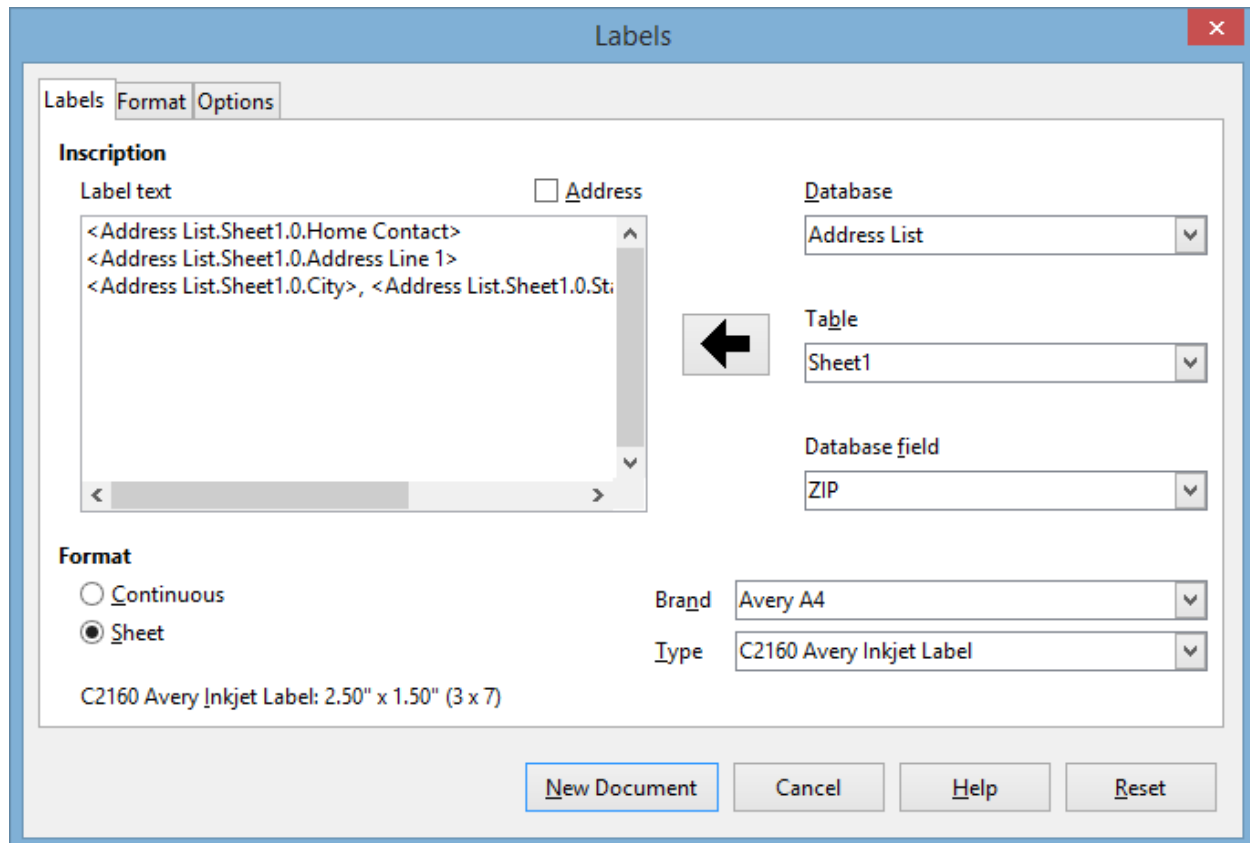 Labels
Labels Format Options
Inscription
Label text Address Database
<Address List.Sheet1.0.Home Contact>
<Address List.Sheet1.0.Address Line 1>
<Address List.Sheet1.0.City>, <Address List.Sheet1.0.St
Address List
Table
Sheet1
Database field
ZIP
Format
Continuous
Sheet
Brand Avery A4
Type C2160 Avery Inkjet Label
C2160 Avery Inkjet Label: 2.50" x 1.50" (3 x 7)
New Document Cancel Help Reset